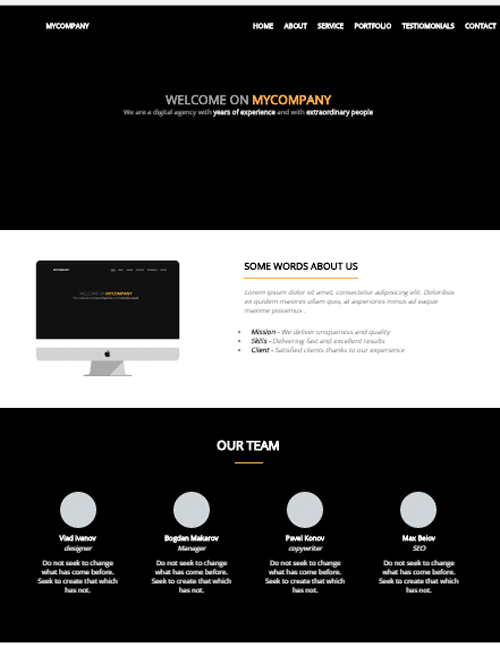 MYCOMPANY HOME ABOUT SERVICE PORTFOLIO TESTIOMONIALS CONTACT
WELCOME ON MYCOMPANY
We are a digital agency with years of experience and with extraordinary people
SOME WORDS ABOUT US
Lorem ipsum dolor sit amet, consectetur adipisicing elit. Doloribus
ex quidem maiores ullam quis, at asperiores minus ad eaque
maxime possimus .
• Mission - We deliver uniqueness and quality
• Skills - Delivering fast and excellent results
• Client - Satisfied clients thanks to our experience
MYCOMPANY
WELCOME ON MYCOMPANY
OUR TEAM
Vlad Ivanov
designer
Do not seek to change
what has come before.
Seek to create that which
has not.
Bogdan Makarov
Manager
Do not seek to change
what has come before.
Seek to create that which
has not.
Pavel Konov
copywriter
Do not seek to change
what has come before.
Seek to create that which
has not.
Max Belov
SEO
Do not seek to change
what has come before.
Seek to create that which
has not.